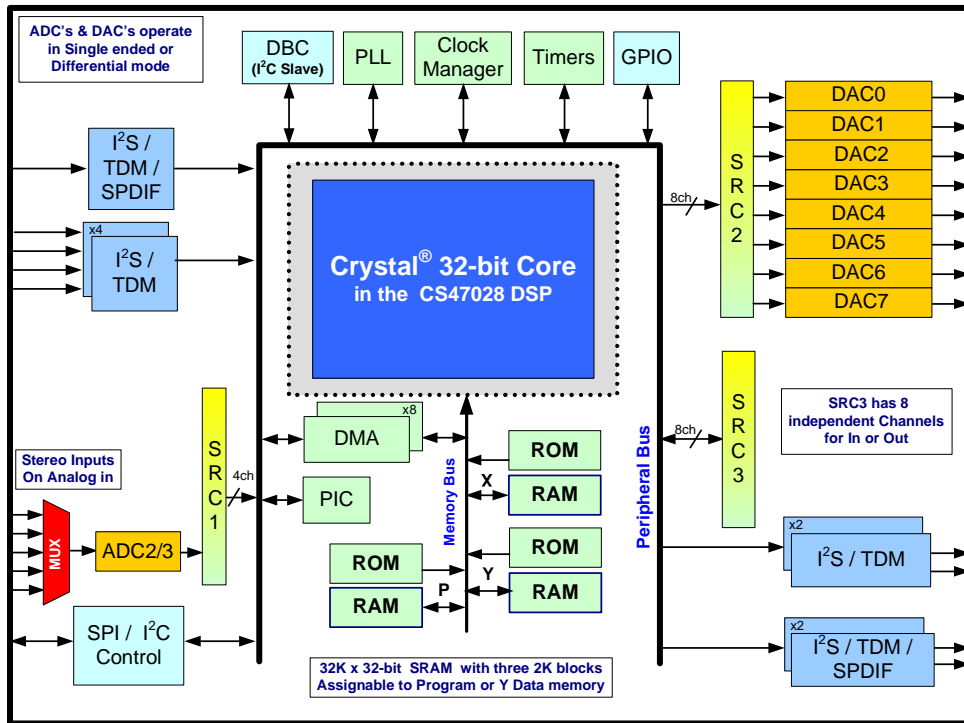 ADC's & DAC's operate
in Single ended or
Differential mode
DBC
(I²C Slave)
PLL
Clock
Manager
Timers
GPIO
I²S /
TDM /
SPDIF
x4
I²S /
TDM
Crystal® 32-bit Core
in the CS47028 DSP
8ch
SRC2
DAC0
DAC1
DAC2
DAC3
DAC4
DAC5
DAC6
DAC7
Stereo Inputs
On Analog in
MUX
ADC2/3
SRC1
4ch
x8
DMA
PIC
Memory Bus
ROM
X
RAM
ROM
Y
RAM
ROM
P
RAM
Peripheral Bus
8ch
SRC3
SRC3 has 8
independent Channels
for In or Out
x2
I²S / TDM
x2
I²S / TDM /
SPDIF
SPI / I²C
Control
32K x 32-bit SRAM with three 2K blocks
Assignable to Program or Y Data memory